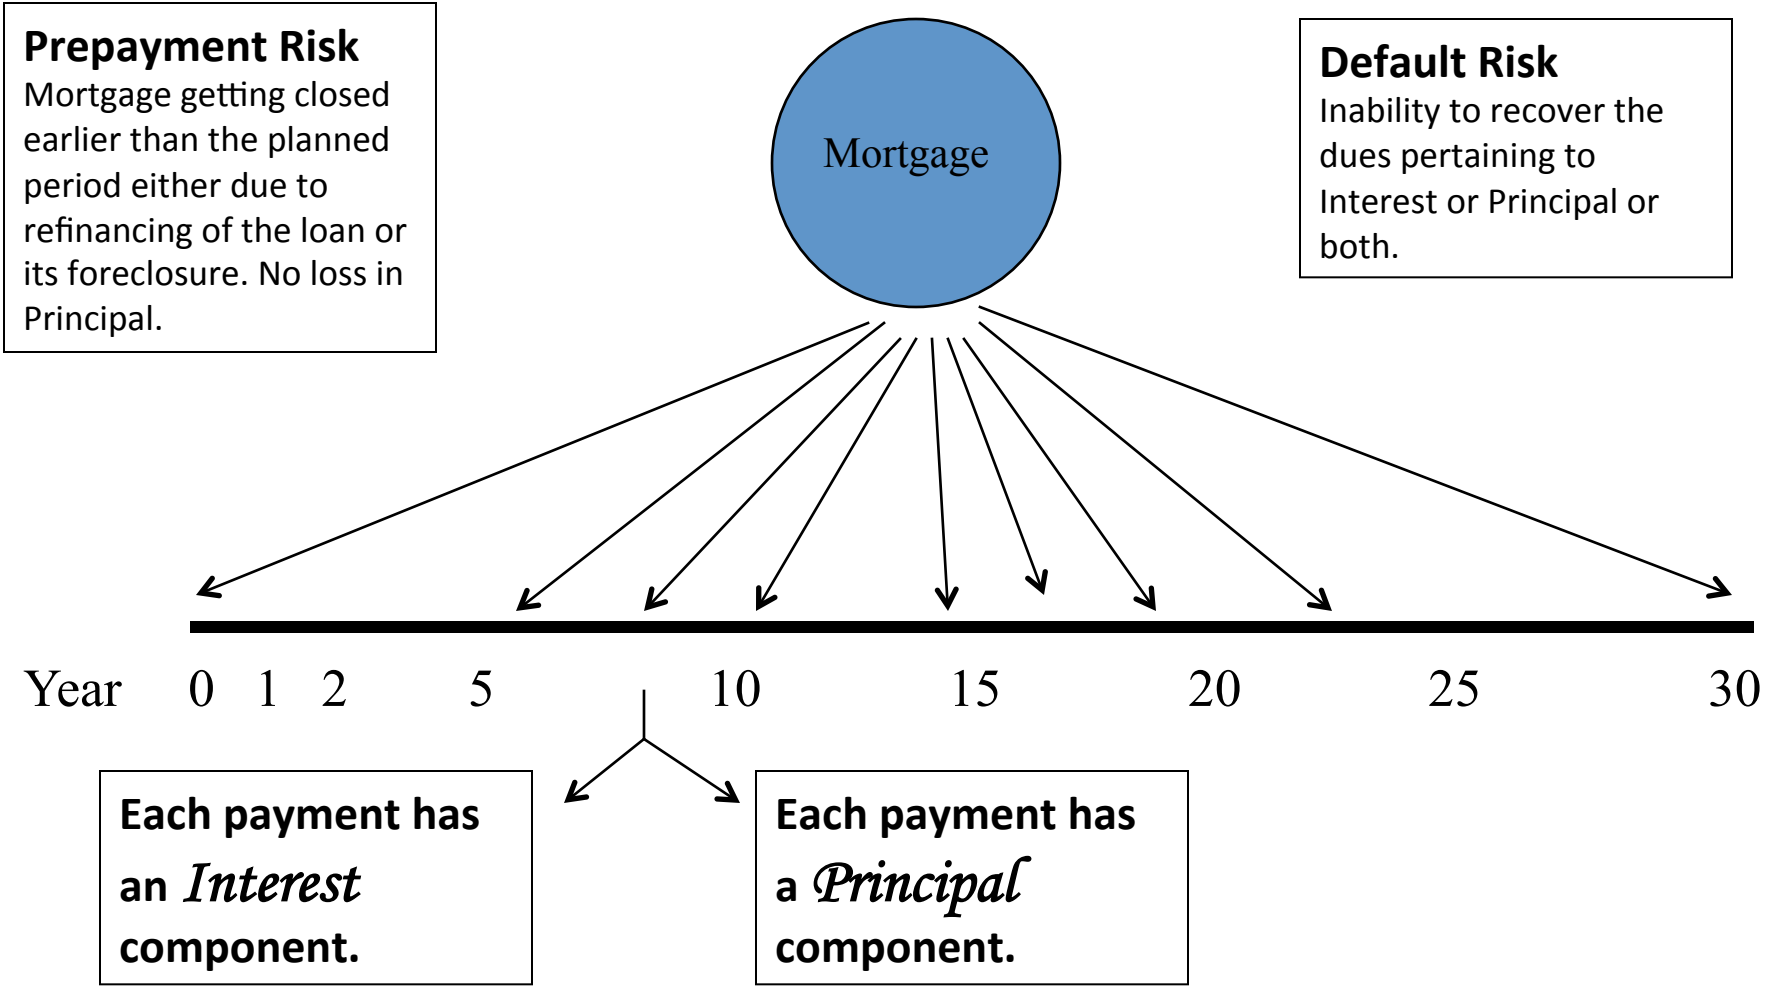 Prepayment Risk
Mortgage getting closed
earlier than the planned
period either due to
refinancing of the loan or
its foreclosure. No loss in
Principal.
Mortgage
Default Risk
Inability to recover the
dues pertaining to
Interest or Principal or
both.
Year 0 1 2 5 10 15 20 25 30
Each payment has
an Interest
component.
Each payment has
a Principal
component.